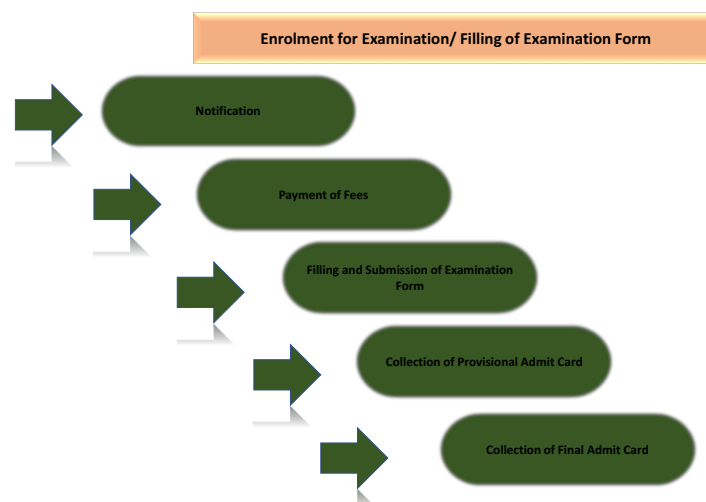 Enrolment for Examination/ Filling of Examination Form
Notification
Payment of Fees
Filling and Submission of Examination
Form
Collection of Provisional Admit Card
Collection of Final Admit Card